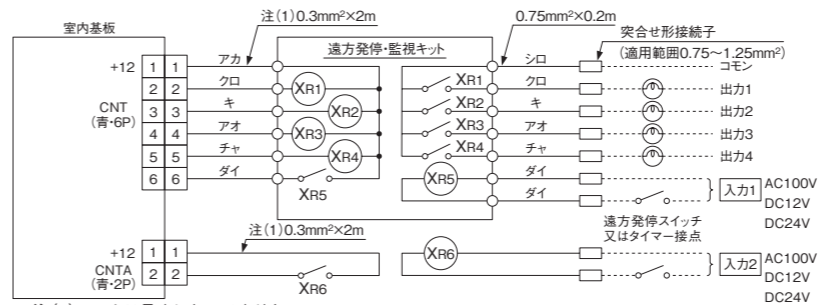 注(1)0.3mm²×2m
0.75mm²×0.2m
突合せ形接続子
(適用範囲0.75〜1.25mm²)
室内基板
遠方発停・監視キット
+12 1 1 アカ
シロ
コモン
2 2 クロ
XR1
XR1
クロ
出力1
CNT
(青・6P)
3 3 キ
XR2
XR2
キ
出力2
4 4 アオ
XR3
XR3
アオ
出力3
5 5 チャ
XR4
XR4
チャ
出力4
6 6 ダイ
XR5
XR5
ダイ
ダイ
入力1
AC100V
DC12V
DC24V
遠方発停スイッチ
又はタイマー接点
注(1)0.3mm²×2m
+12 1 1
CNTA
(青・2P)
2 2
XR6
XR6
入力2
AC100V
DC12V
DC24V